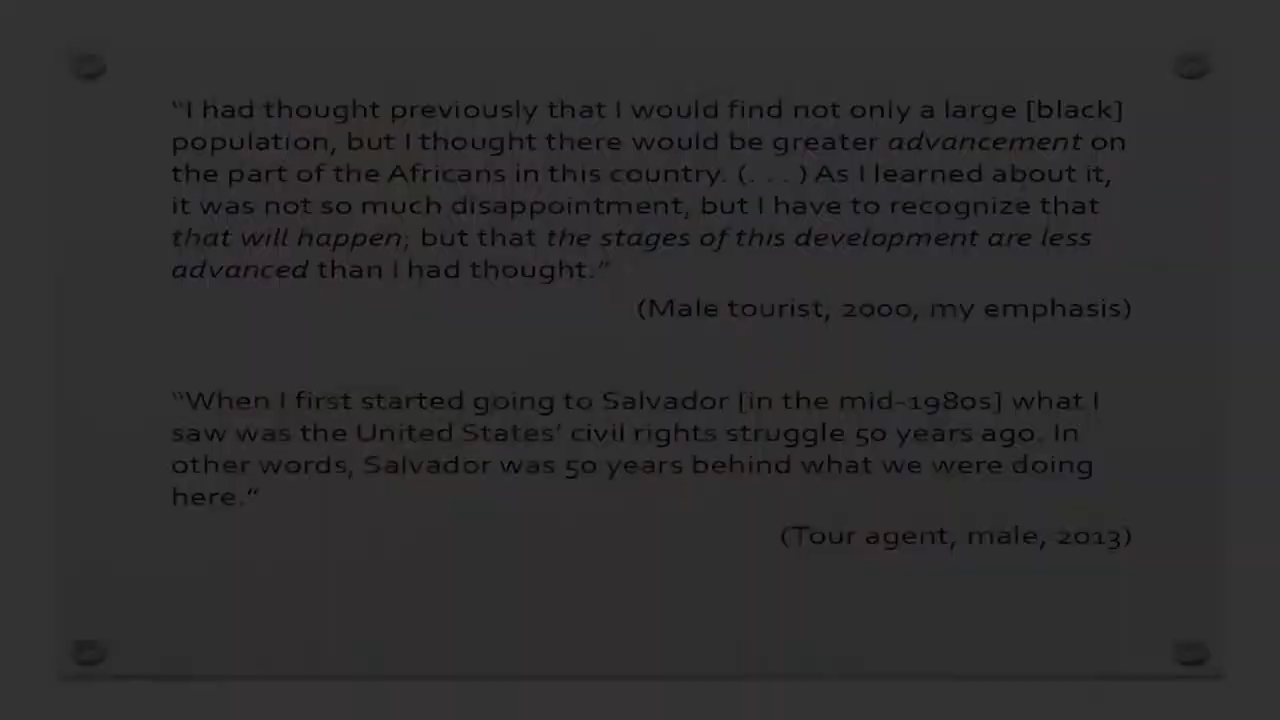 “I had thought previously that I would find not only a large [black]
population, but I thought there would be greater advancement on
the part of the Africans in this country. (. . . ) As I learned about it,
it was not so much disappointment, but I have to recognize that
that will happen; but that the stages of this development are less
advanced than I had thought.”
(Male tourist, 2000, my emphasis)
“When I first started going to Salvador [in the mid-1980s] what I
saw was the United States’ civil rights struggle 50 years ago. In
other words, Salvador was 50 years behind what we were doing
here.“
(Tour agent, male, 2013)